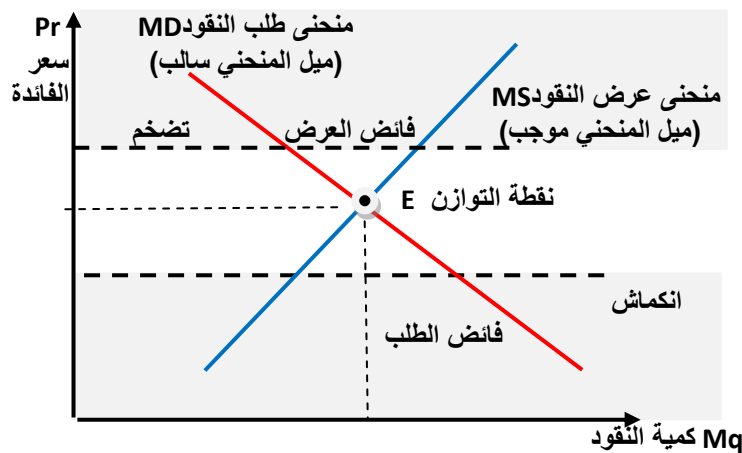 Pr
سعر
الفائدة
منحنى طلب النقودMD
(ميل المنحني سالب)
منحنى عرض النقودMS
(ميل المنحني موجب)
تضخم
فائض العرض
نقطة التوازن E
انكماش
فائض الطلب
Mq كمية النقود